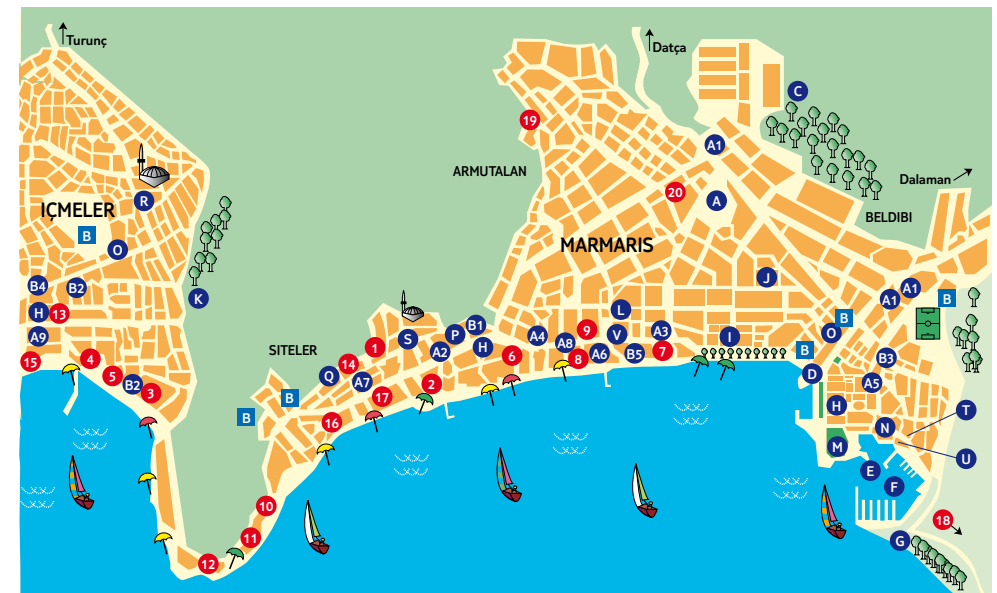 Turunç
Datça
C
19
A1
ARMUTALAN
Dalaman
20
A
R
IÇMELER
BELDIBI
B
MARMARIS
O
J
B4
B2
A1
A1
B
K
H
13
L
B
B1
A9
S
P
A4
A8
9
V
A3
I
O
SITELER
1
A2
H
6
8
A6
B5
7
B
B3
15
4
14
5
B2
3
Q
A7
2
D
A5
B
17
H
T
B
16
N
M
U
E
F
10
18
11
G
12